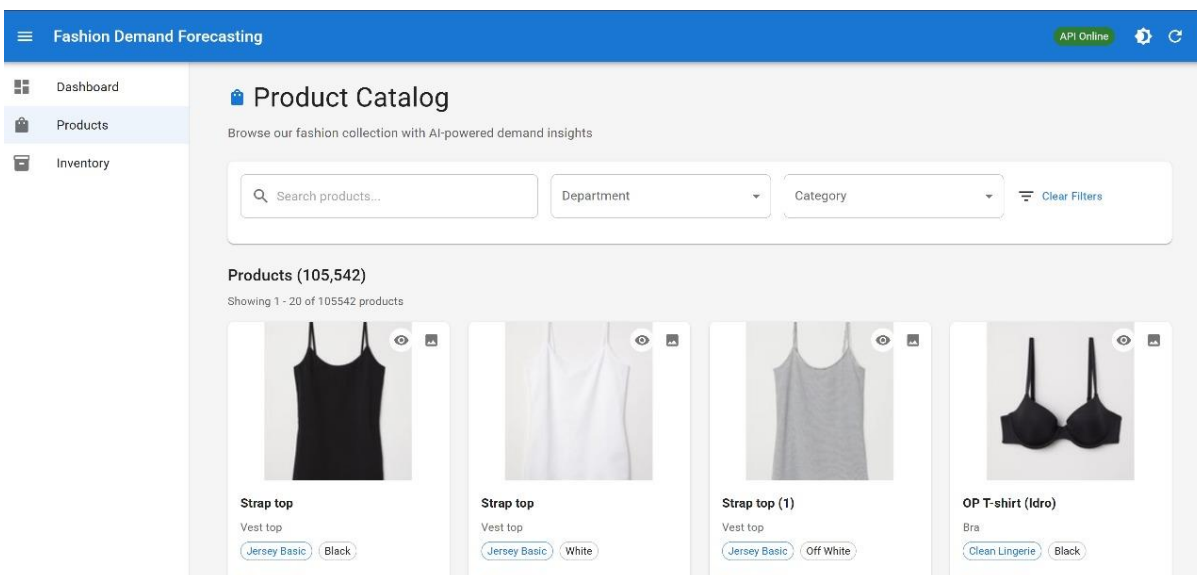 Fashion Demand Forecasting API Online
Dashboard
Products
Inventory
Product Catalog
Browse our fashion collection with AI-powered demand insights
Search products... Department Category Clear Filters
Products (105,542)
Showing 1 - 20 of 105542 products
Strap top
Vest top
Jersey Basic Black
Strap top
Vest top
Jersey Basic White
Strap top (1)
Vest top
Jersey Basic Off White
OP T-shirt (Idro)
Bra
Clean Lingerie Black